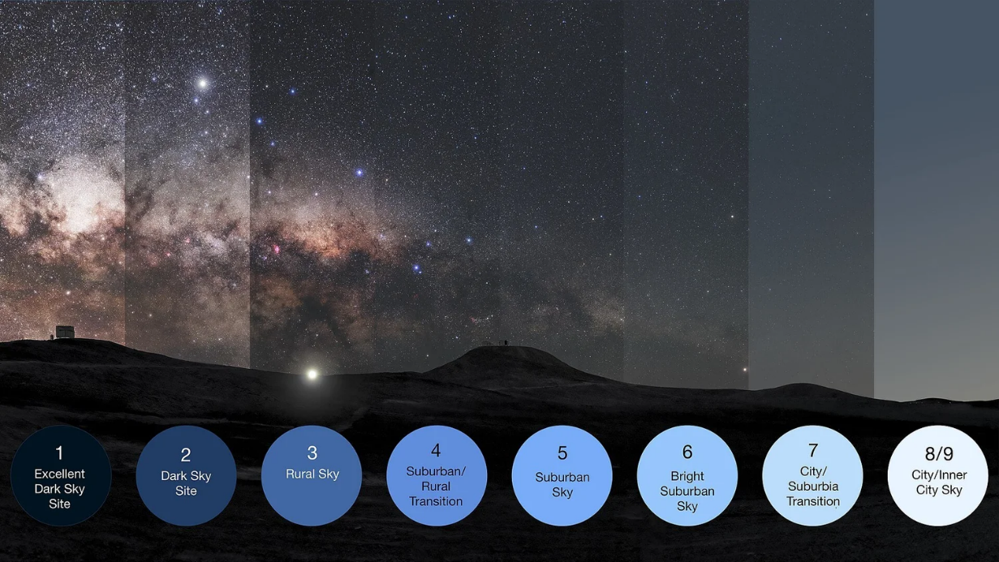 1
Excellent
Dark Sky
Site
2
Dark Sky
Site
3
Rural Sky
4
Suburban/
Rural
Transition
5
Suburban
Sky
6
Bright
Suburban
Sky
7
City/
Suburbia
Transition
8/9
City/Inner
City Sky